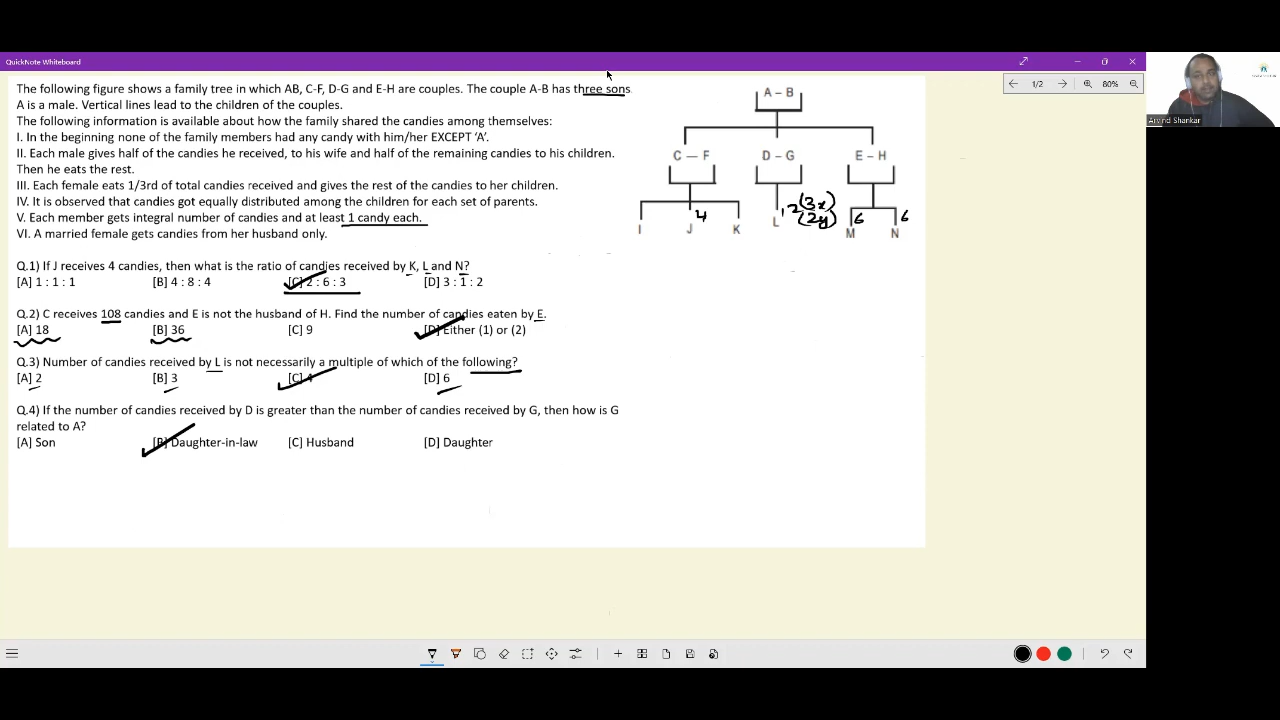 QuickNote Whiteboard
The following figure shows a family tree in which AB, C-F, D-G and E-H are couples. The couple A-B has three sons.
A is a male. Vertical lines lead to the children of the couples.
The following information is available about how the family shared the candies among themselves:
I. In the beginning none of the family members had any candy with him/her EXCEPT ‘A’.
II. Each male gives half of the candies he received, to his wife and half of the remaining candies to his children.
Then he eats the rest.
III. Each female eats 1/3rd of total candies received and gives the rest of the candies to her children.
IV. It is observed that candies got equally distributed among the children for each set of parents.
V. Each member gets integral number of candies and at least 1 candy each.
VI. A married female gets candies from her husband only.
A – B
C — F D – G E – H
4 12 (3x) (2y) 6 6
I J K L M N
Q.1) If J receives 4 candies, then what is the ratio of candies received by K, L and N?
[A] 1 : 1 : 1 [B] 4 : 8 : 4 [C] 2 : 6 : 3 [D] 3 : 1 : 2
Q.2) C receives 108 candies and E is not the husband of H. Find the number of candies eaten by E.
[A] 18 [B] 36 [C] 9 [D] Either (1) or (2)
Q.3) Number of candies received by L is not necessarily a multiple of which of the following?
[A] 2 [B] 3 [C] 4 [D] 6
Q.4) If the number of candies received by D is greater than the number of candies received by G, then how is G
related to A?
[A] Son [B] Daughter-in-law [C] Husband [D] Daughter
1/2 80%
Arvind Shankar